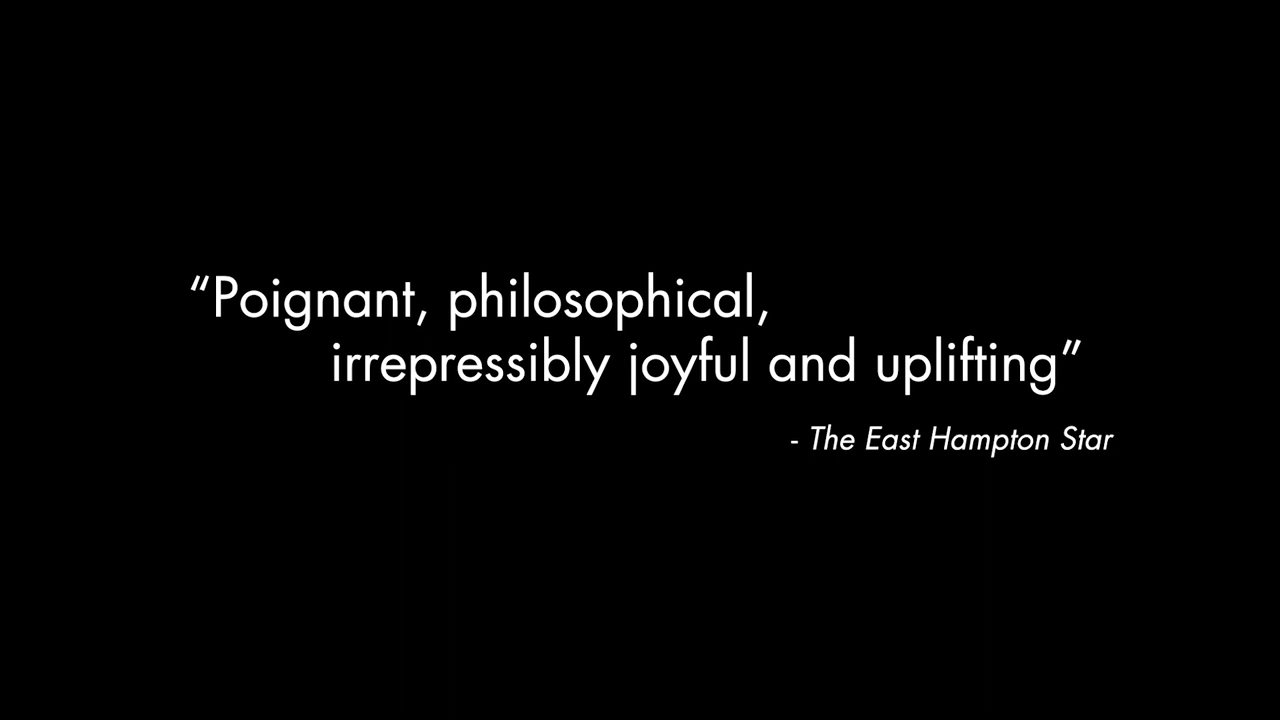 “Poignant, philosophical,
irrepressibly joyful and uplifting”
- The East Hampton Star